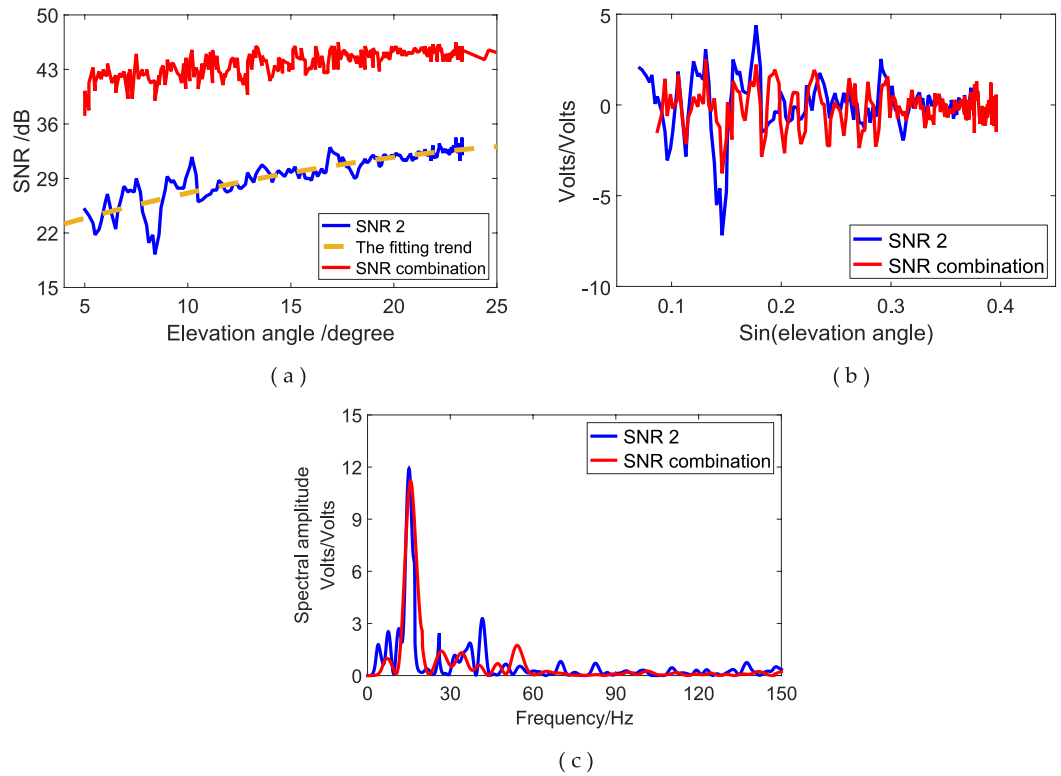 50
43
36
29
22
15
SNR /dB
5 10 15 20 25
Elevation angle /degree
SNR 2
The fitting trend
SNR combination
( a )
5
0
-5
-10
Volts/Volts
0.1 0.2 0.3 0.4
Sin(elevation angle)
SNR 2
SNR combination
( b )
15
12
9
6
3
0
Spectral amplitude
Volts/Volts
0 30 60 90 120 150
Frequency/Hz
SNR 2
SNR combination
( c )